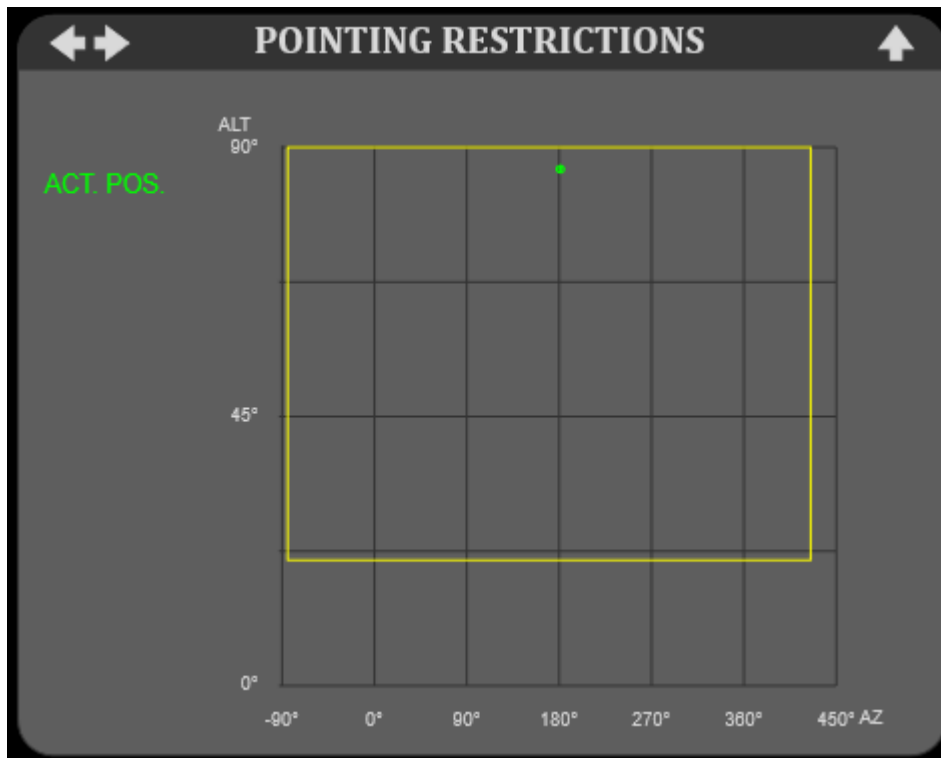 POINTING RESTRICTIONS
ALT
90°
ACT. POS.
45°
0°
-90° 0° 90° 180° 270° 360° 450° AZ